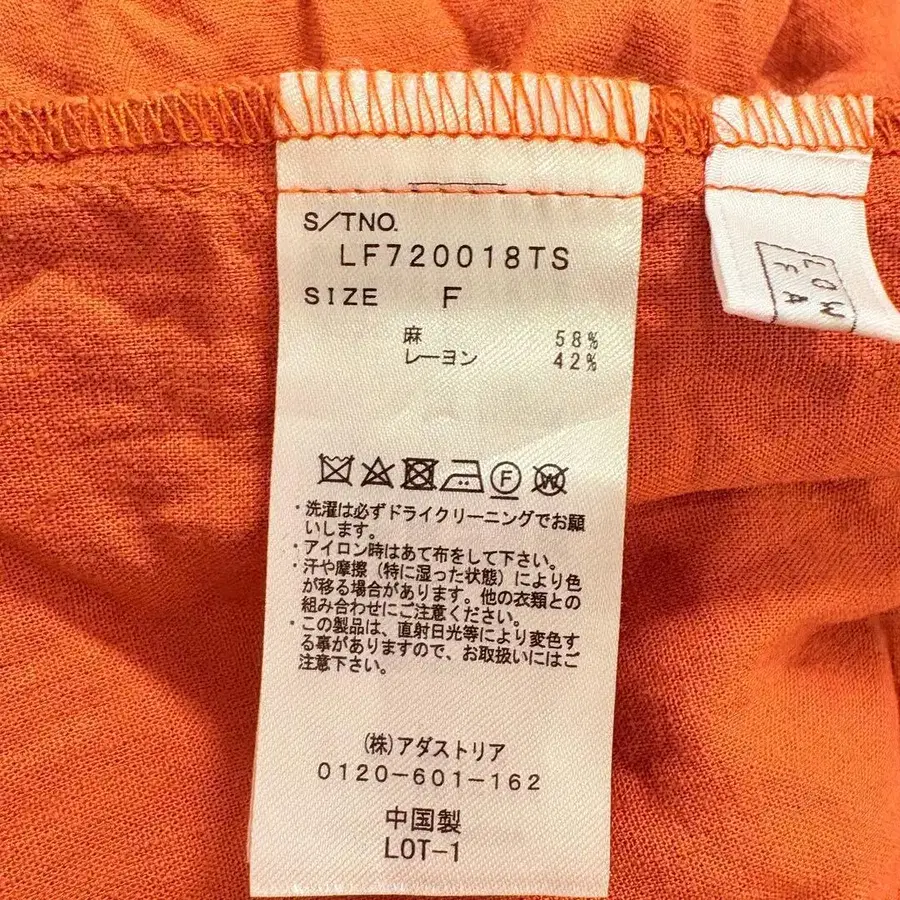 S/TNO.
LF720018TS
SIZE F
麻 58%
レーヨン 42%
F
W
・洗濯は必ずドライクリーニングでお願
いします。
・アイロン時はあて布をして下さい。
・汗や摩擦（特に湿った状態）により色
が移る場合があります。他の衣類との
組み合わせにご注意ください。
・この製品は、直射日光等により変色す
る事がありますので、お取扱いにはご
注意下さい。
(株)アダストリア
0120-601-162
中国製
LOT-1
LOW
FA